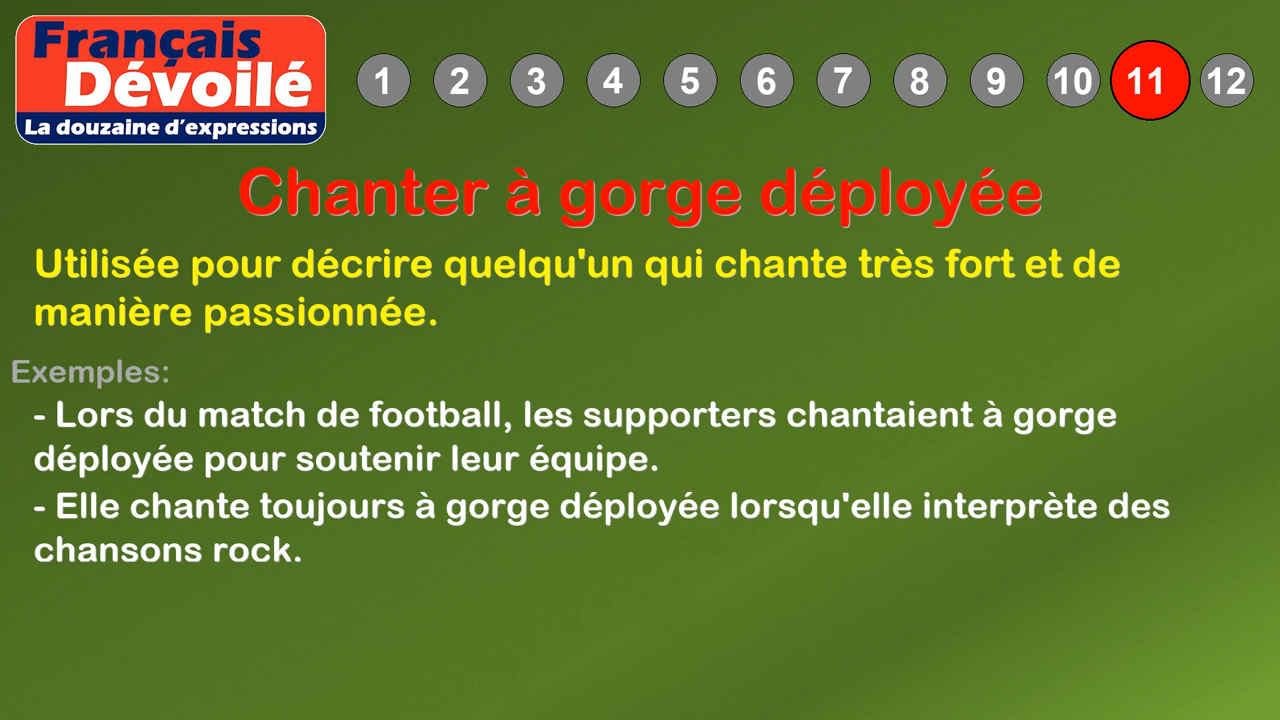 Français
Dévoilé
La douzaine d'expressions
1 2 3 4 5 6 7 8 9 10 11 12
Chanter à gorge déployée
Utilisée pour décrire quelqu'un qui chante très fort et de
manière passionnée.
Exemples:
- Lors du match de football, les supporters chantaient à gorge
déployée pour soutenir leur équipe.
- Elle chante toujours à gorge déployée lorsqu'elle interprète des
chansons rock.